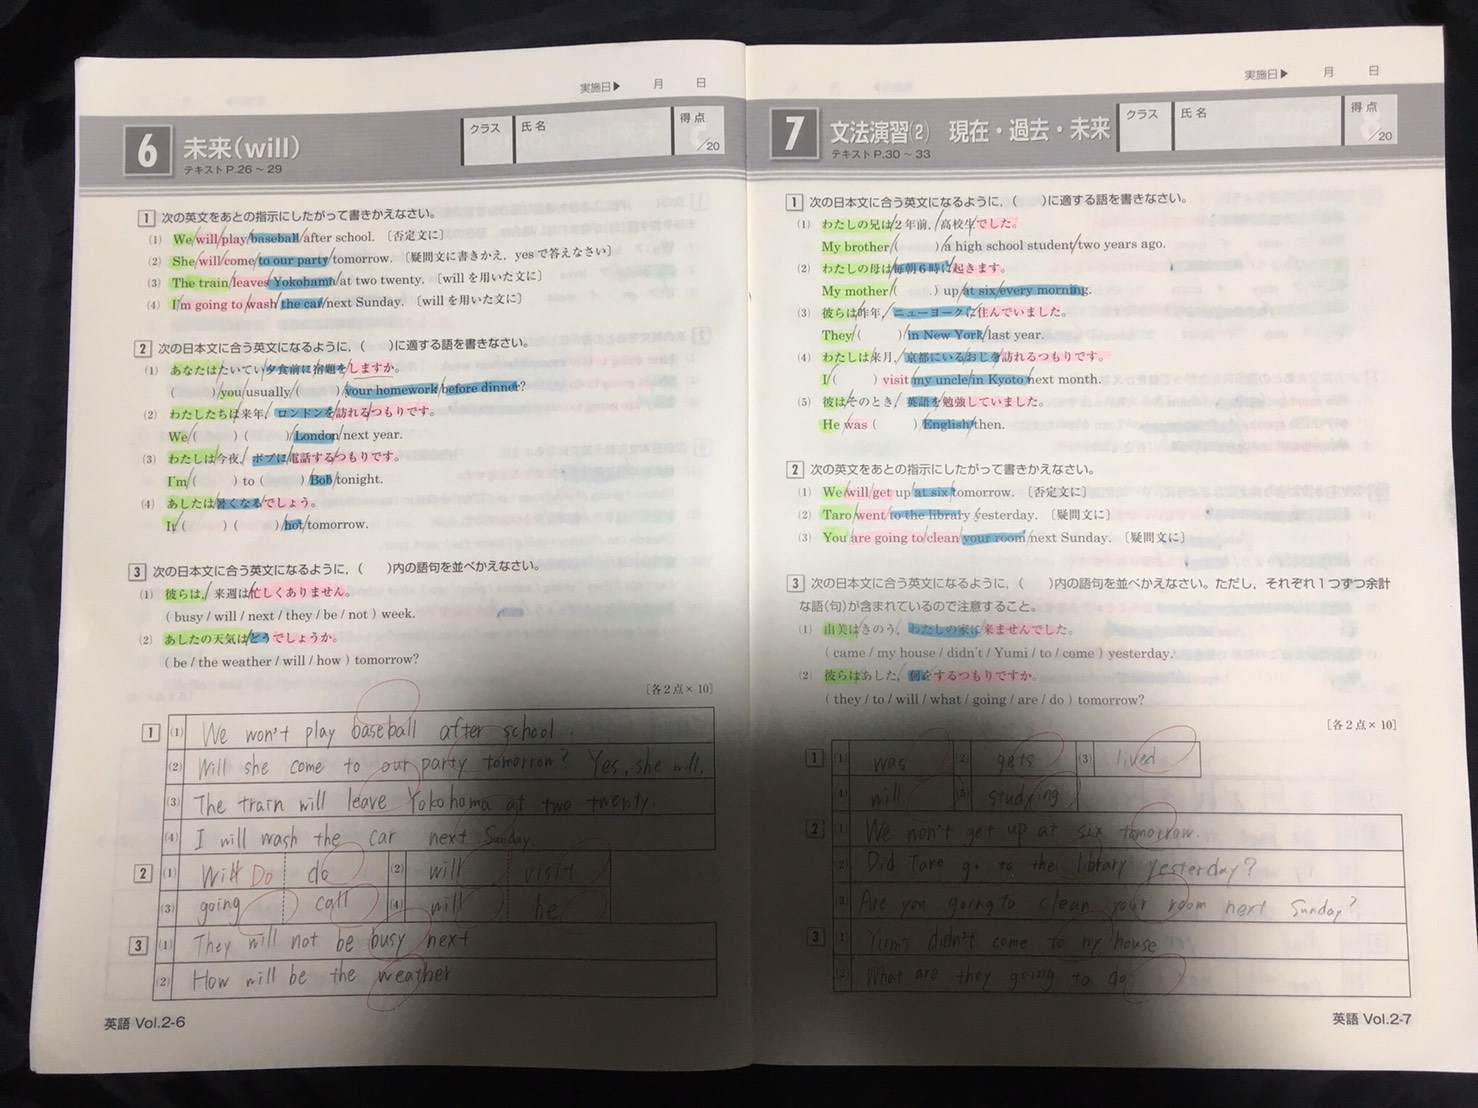 実施日▶ 月 日
6 未来(will)
テキストP.26～29
クラス 氏名 得点 /20
1 次の英文をあとの指示にしたがって書きかえなさい。
(1) We/will/play/baseball/after school. 〔否定文に〕
(2) She/will/come/to our party/tomorrow. 〔疑問文に書きかえ，yesで答えなさい〕
(3) The train/leaves/Yokohama/at two twenty. 〔willを用いた文に〕
(4) I'm going to/wash/the car/next Sunday. 〔willを用いた文に〕
2 次の日本文に合う英文になるように，( )に適する語を書きなさい。
(1) あなたはたいてい夕食前に宿題をしますか。
( )/you/usually/( )/your homework/before dinner?
(2) わたしたちは来年，ロンドンを訪れるつもりです。
We/( ) ( )/London/next year.
(3) わたしは今夜，ボブに電話するつもりです。
I'm/( ) to ( )/Bob/tonight.
(4) あしたは暑くなるでしょう。
It/( ) ( )/hot/tomorrow.
3 次の日本文に合う英文になるように，( )内の語句を並べかえなさい。
(1) 彼らは，来週は忙しくありません。
( busy / will / next / they / be / not ) week.
(2) あしたの天気はどうでしょうか。
( be / the weather / will / how ) tomorrow?
[各2点×10]
1 (1) We won't play baseball after school.
(2) Will she come to our party tomorrow? Yes, she will.
(3) The train will leave Yokohama at two twenty.
(4) I will wash the car next Sunday.
2 (1) Will Do do (2) will visit
(3) going call (4) will be
3 (1) They will not be busy next
(2) How will be the weather
英語 Vol.2-6
実施日▶ 月 日
7 文法演習(2) 現在・過去・未来
テキストP.30～33
クラス 氏名 得点 /20
1 次の日本文に合う英文になるように，( )に適する語を書きなさい。
(1) わたしの兄は/2年前，/高校生でした。
My brother/( )/a high school student/two years ago.
(2) わたしの母は毎朝6時に起きます。
My mother/( ) up/at six/every morning.
(3) 彼らは昨年，ニューヨークに住んでいました。
They/( )/in New York/last year.
(4) わたしは来月，京都にいるおじを訪れるつもりです。
I/( ) visit/my uncle/in Kyoto/next month.
(5) 彼はそのとき，英語を勉強していました。
He was ( )/English/then.
2 次の英文をあとの指示にしたがって書きかえなさい。
(1) We/will/get up/at six/tomorrow. 〔否定文に〕
(2) Taro/went/to the library/yesterday. 〔疑問文に〕
(3) You/are going to/clean/your room/next Sunday. 〔疑問文に〕
3 次の日本文に合う英文になるように，( )内の語句を並べかえなさい。ただし，それぞれ1つずつ余計
な語(句)が含まれているので注意すること。
(1) 由美はきのう，わたしの家に来ませんでした。
( came / my house / didn't / Yumi / to / come ) yesterday.
(2) 彼らはあした，何をするつもりですか。
( they / to / will / what / going / are / do ) tomorrow?
[各2点×10]
1 (1) was (2) gets (3) lived
(4) will (5) studying
2 (1) We won't get up at six tomorrow.
(2) Did Taro go to the library yesterday?
(3) Are you going to clean your room next Sunday?
3 (1) Yumi didn't come to my house
(2) What are they going to do
英語 Vol.2-7